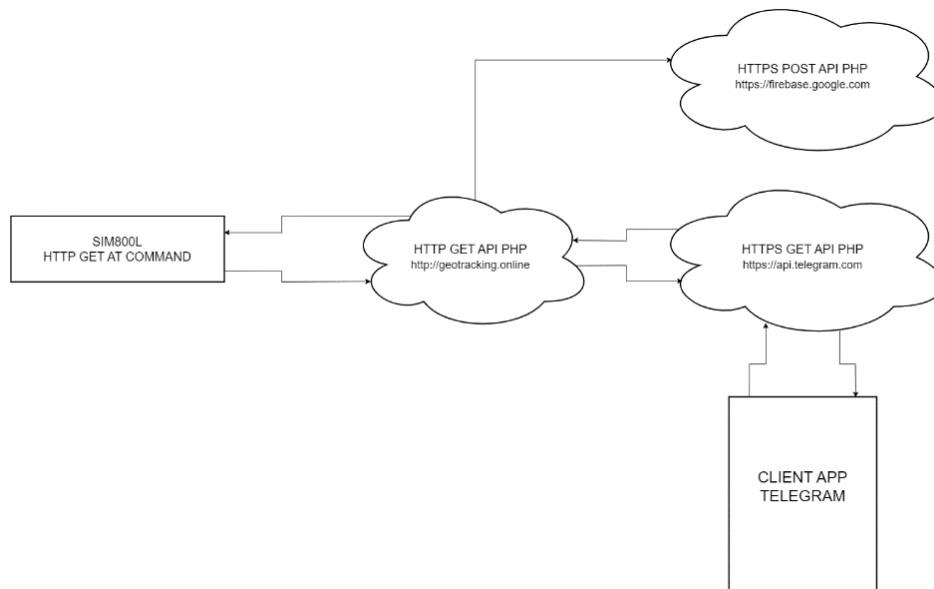 HTTPS POST API PHP
https://firebase.google.com
SIM800L
HTTP GET AT COMMAND
HTTP GET API PHP
http://geotracking.online
HTTPS GET API PHP
https://api.telegram.com
CLIENT APP
TELEGRAM